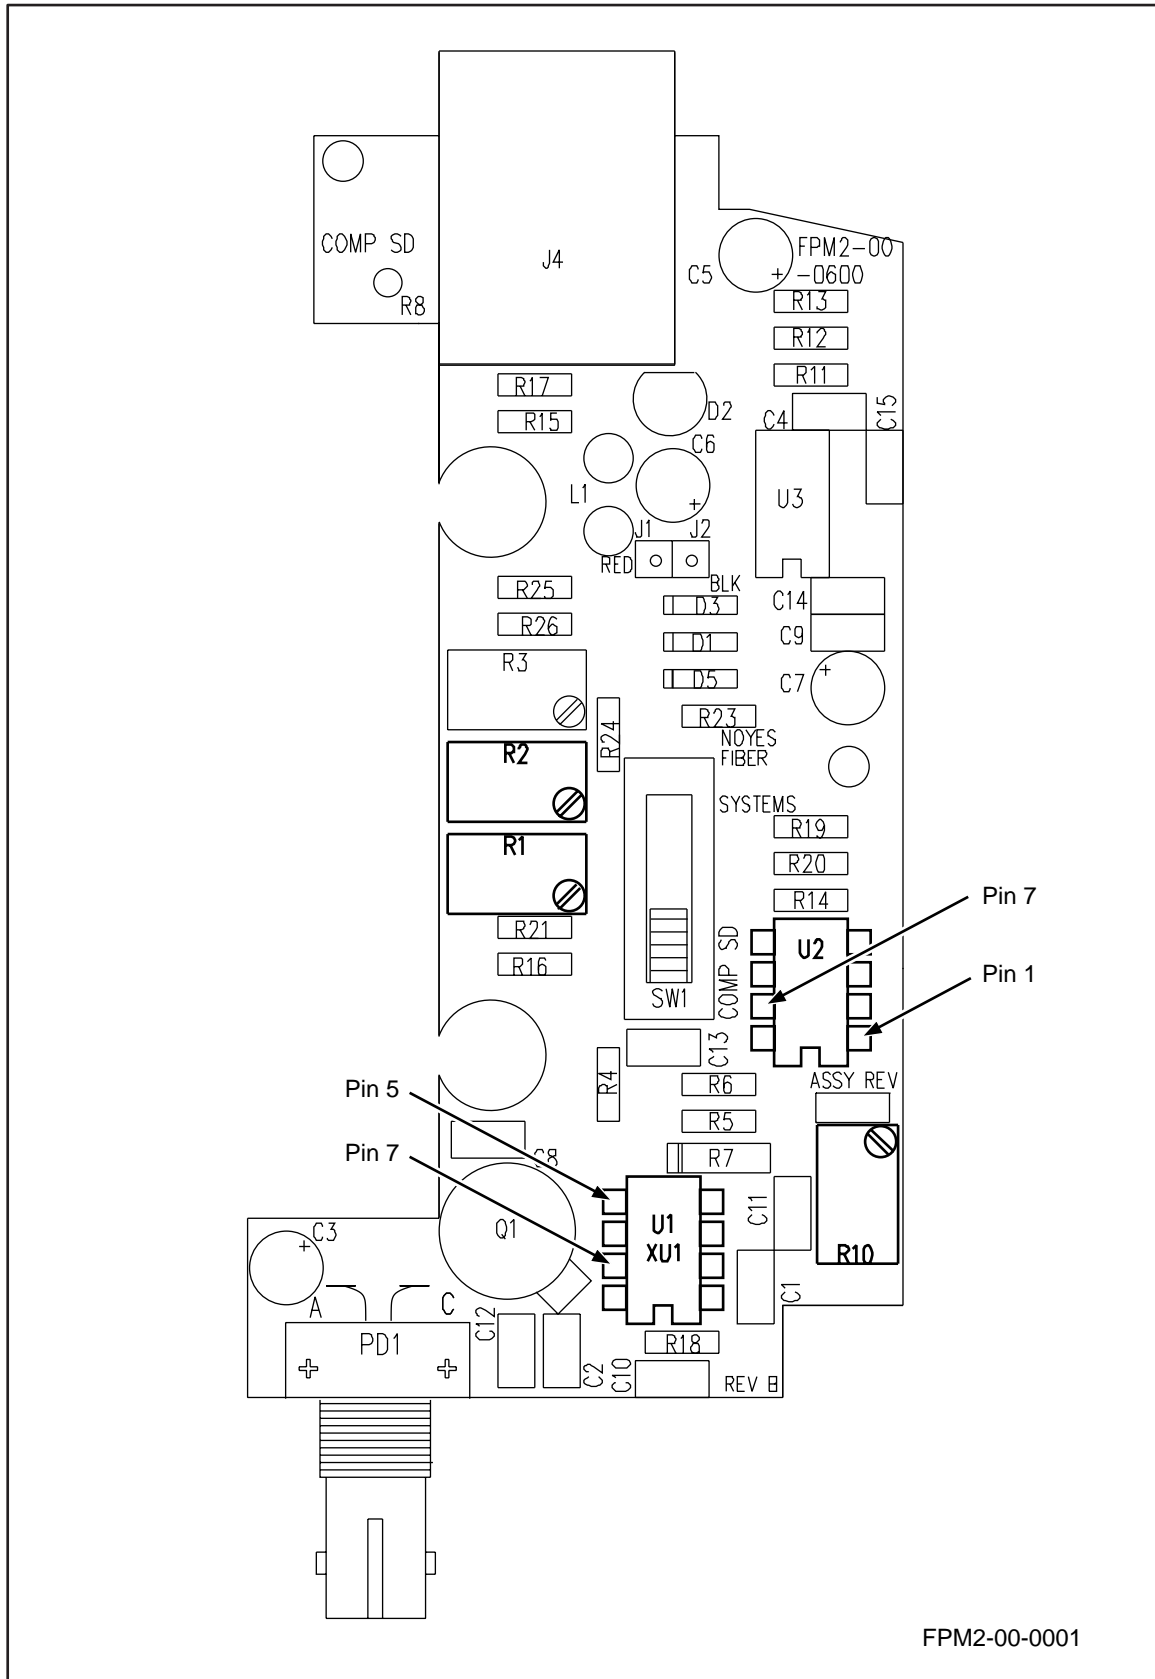 COMP SD
R8
J4
C5
+
FPM2-00
-0600
R13
R12
R11
R17
R15
D2
C4
C15
C6
+
L1
U3
J1
J2
RED
BLK
R25
R26
D3
D1
D5
C14
C9
+
C7
R3
R24
R23
NOYES
FIBER
SYSTEMS
R2
R1
R19
R20
R14
R21
R16
SW1
COMP SD
U2
Pin 7
Pin 1
C13
R4
R6
R5
R7
ASSY REV
Pin 5
Pin 7
C8
Q1
U1
XU1
C11
R10
C3
+
A
C
PD1
C12
C2
C10
R18
C1
REV B
FPM2-00-0001